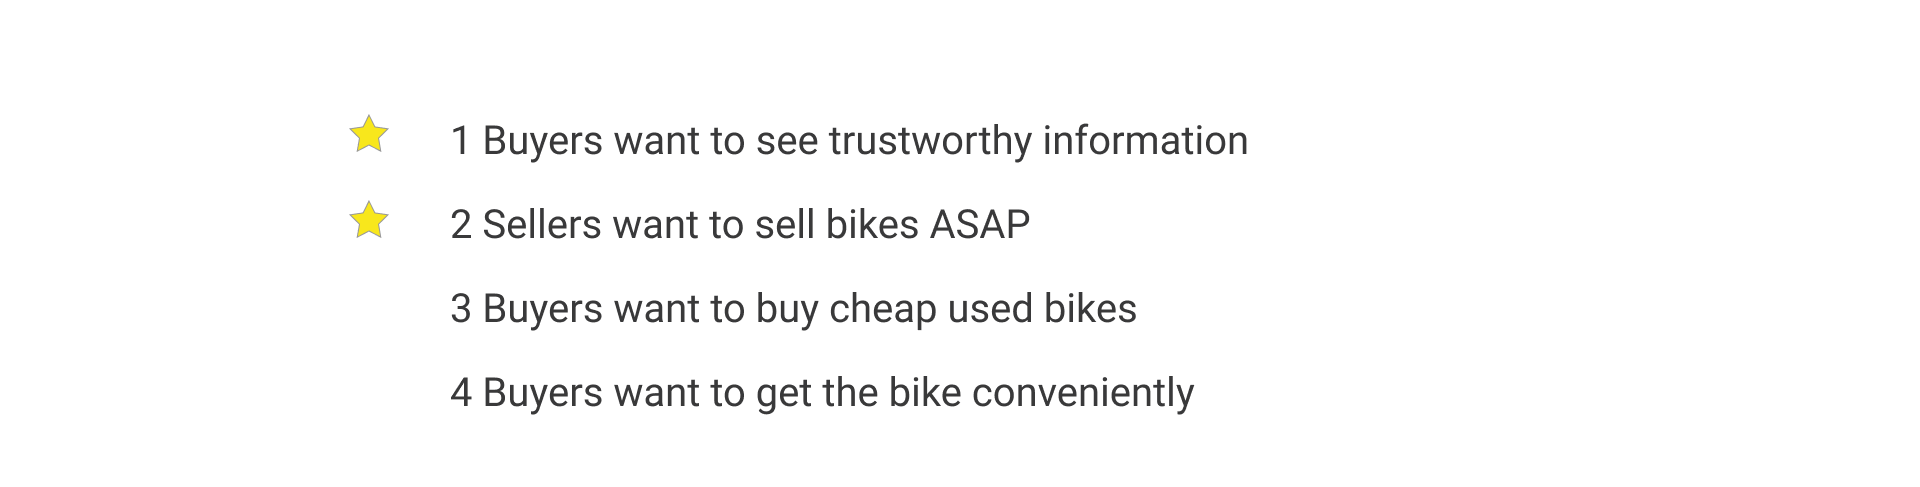 1 Buyers want to see trustworthy information
2 Sellers want to sell bikes ASAP
3 Buyers want to buy cheap used bikes
4 Buyers want to get the bike conveniently